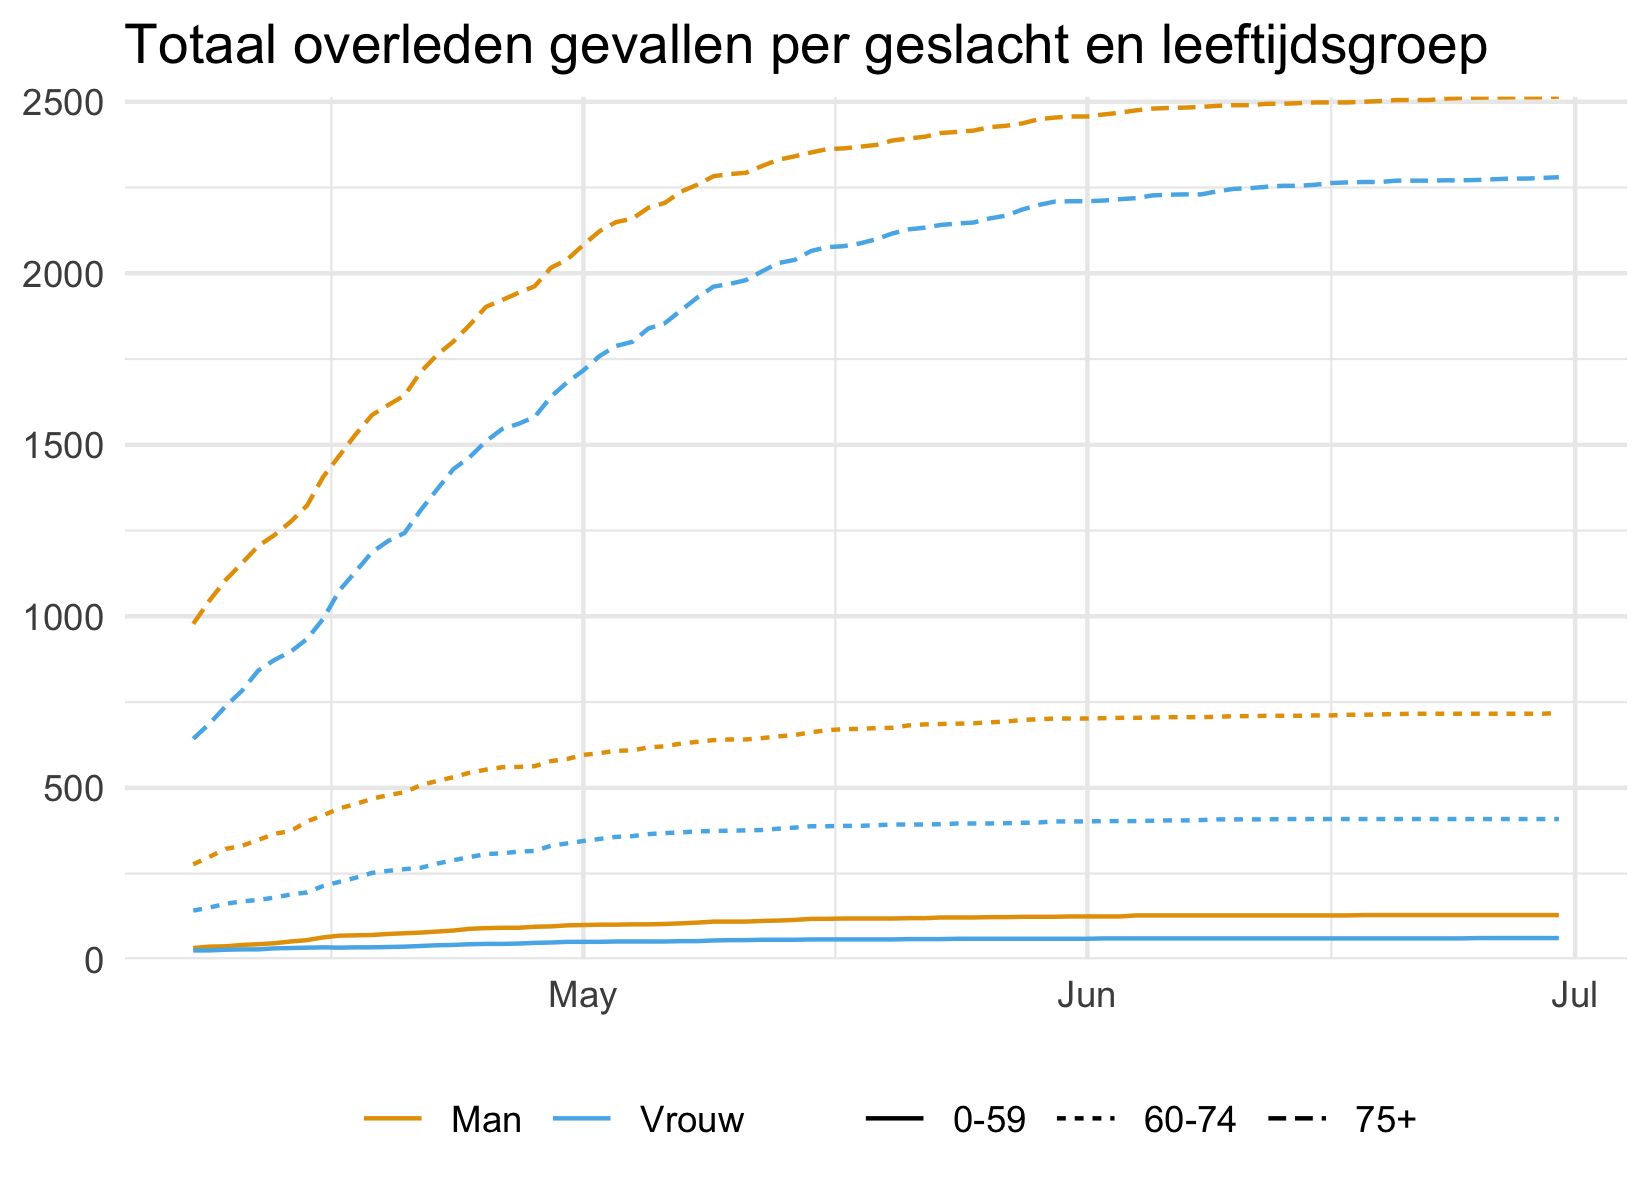 Totaal overleden gevallen per geslacht en leeftijdsgroep
2500
2000
1500
1000
500
0
May Jun Jul
Man Vrouw 0-59 60-74 75+